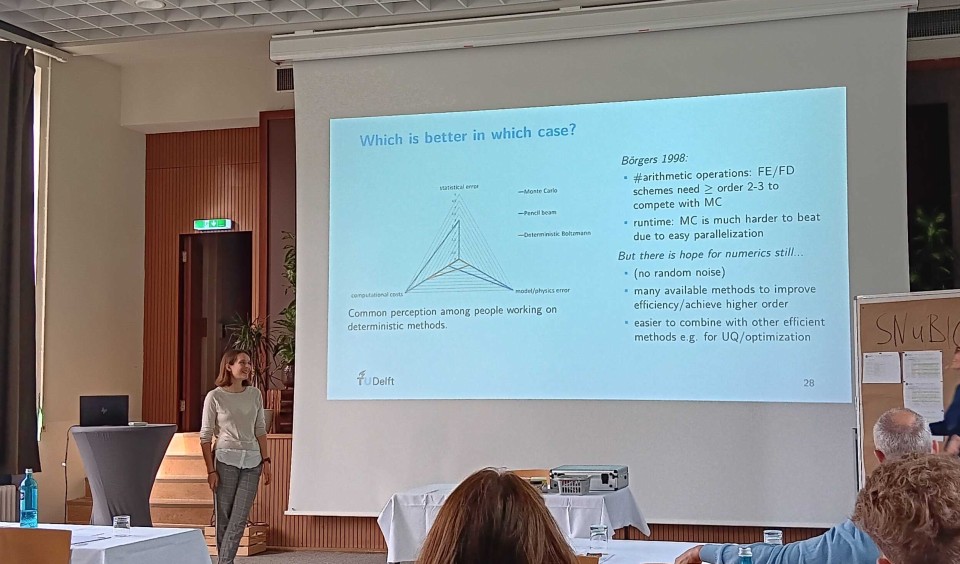 Which is better in which case?
statistical error
Monte Carlo
Pencil beam
Deterministic Boltzmann
computational costs
model/physics error
Common perception among people working on
deterministic methods.
Börgers 1998:
• #arithmetic operations: FE/FD
schemes need ≥ order 2-3 to
compete with MC
• runtime: MC is much harder to beat
due to easy parallelization
But there is hope for numerics still...
• (no random noise)
• many available methods to improve
efficiency/achieve higher order
• easier to combine with other efficient
methods e.g. for UQ/optimization
TU Delft
28